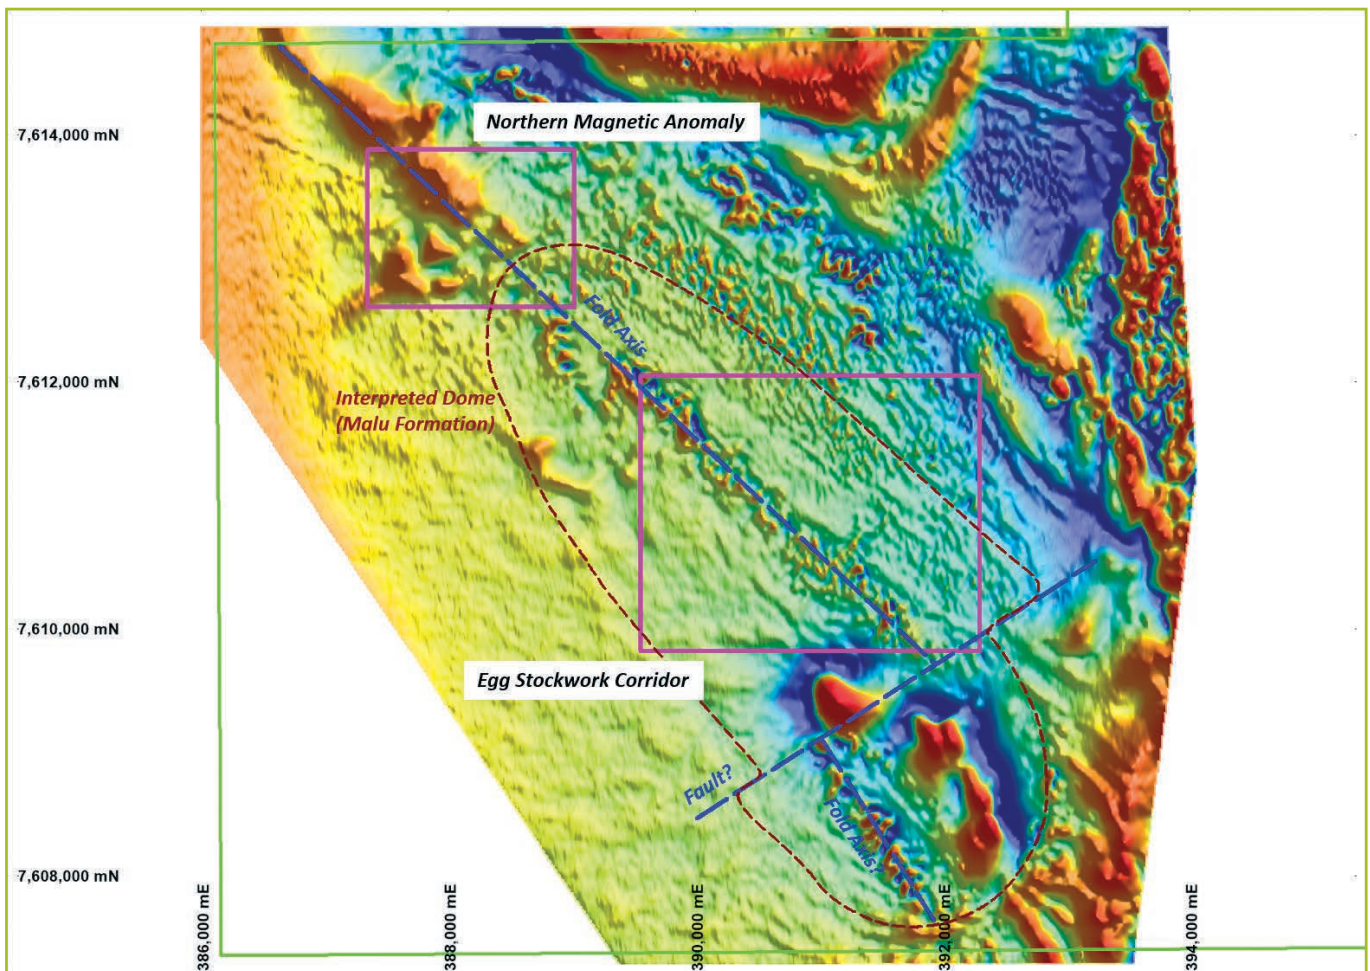 7,614,000 mN
Northern Magnetic Anomaly
Fold Axis
7,612,000 mN
Interpreted Dome
(Malu Formation)
7,610,000 mN
Egg Stockwork Corridor
Fault?
Fold Axis?
7,608,000 mN
386,000 mE
388,000 mE
390,000 mE
392,000 mE
394,000 mE